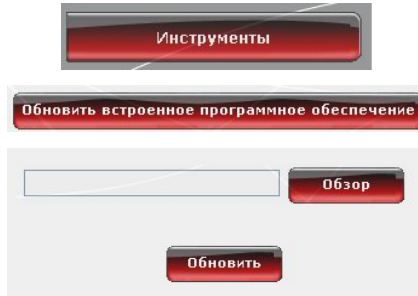 Инструменты
Обновить встроенное программное обеспечение
Обзор
Обновить